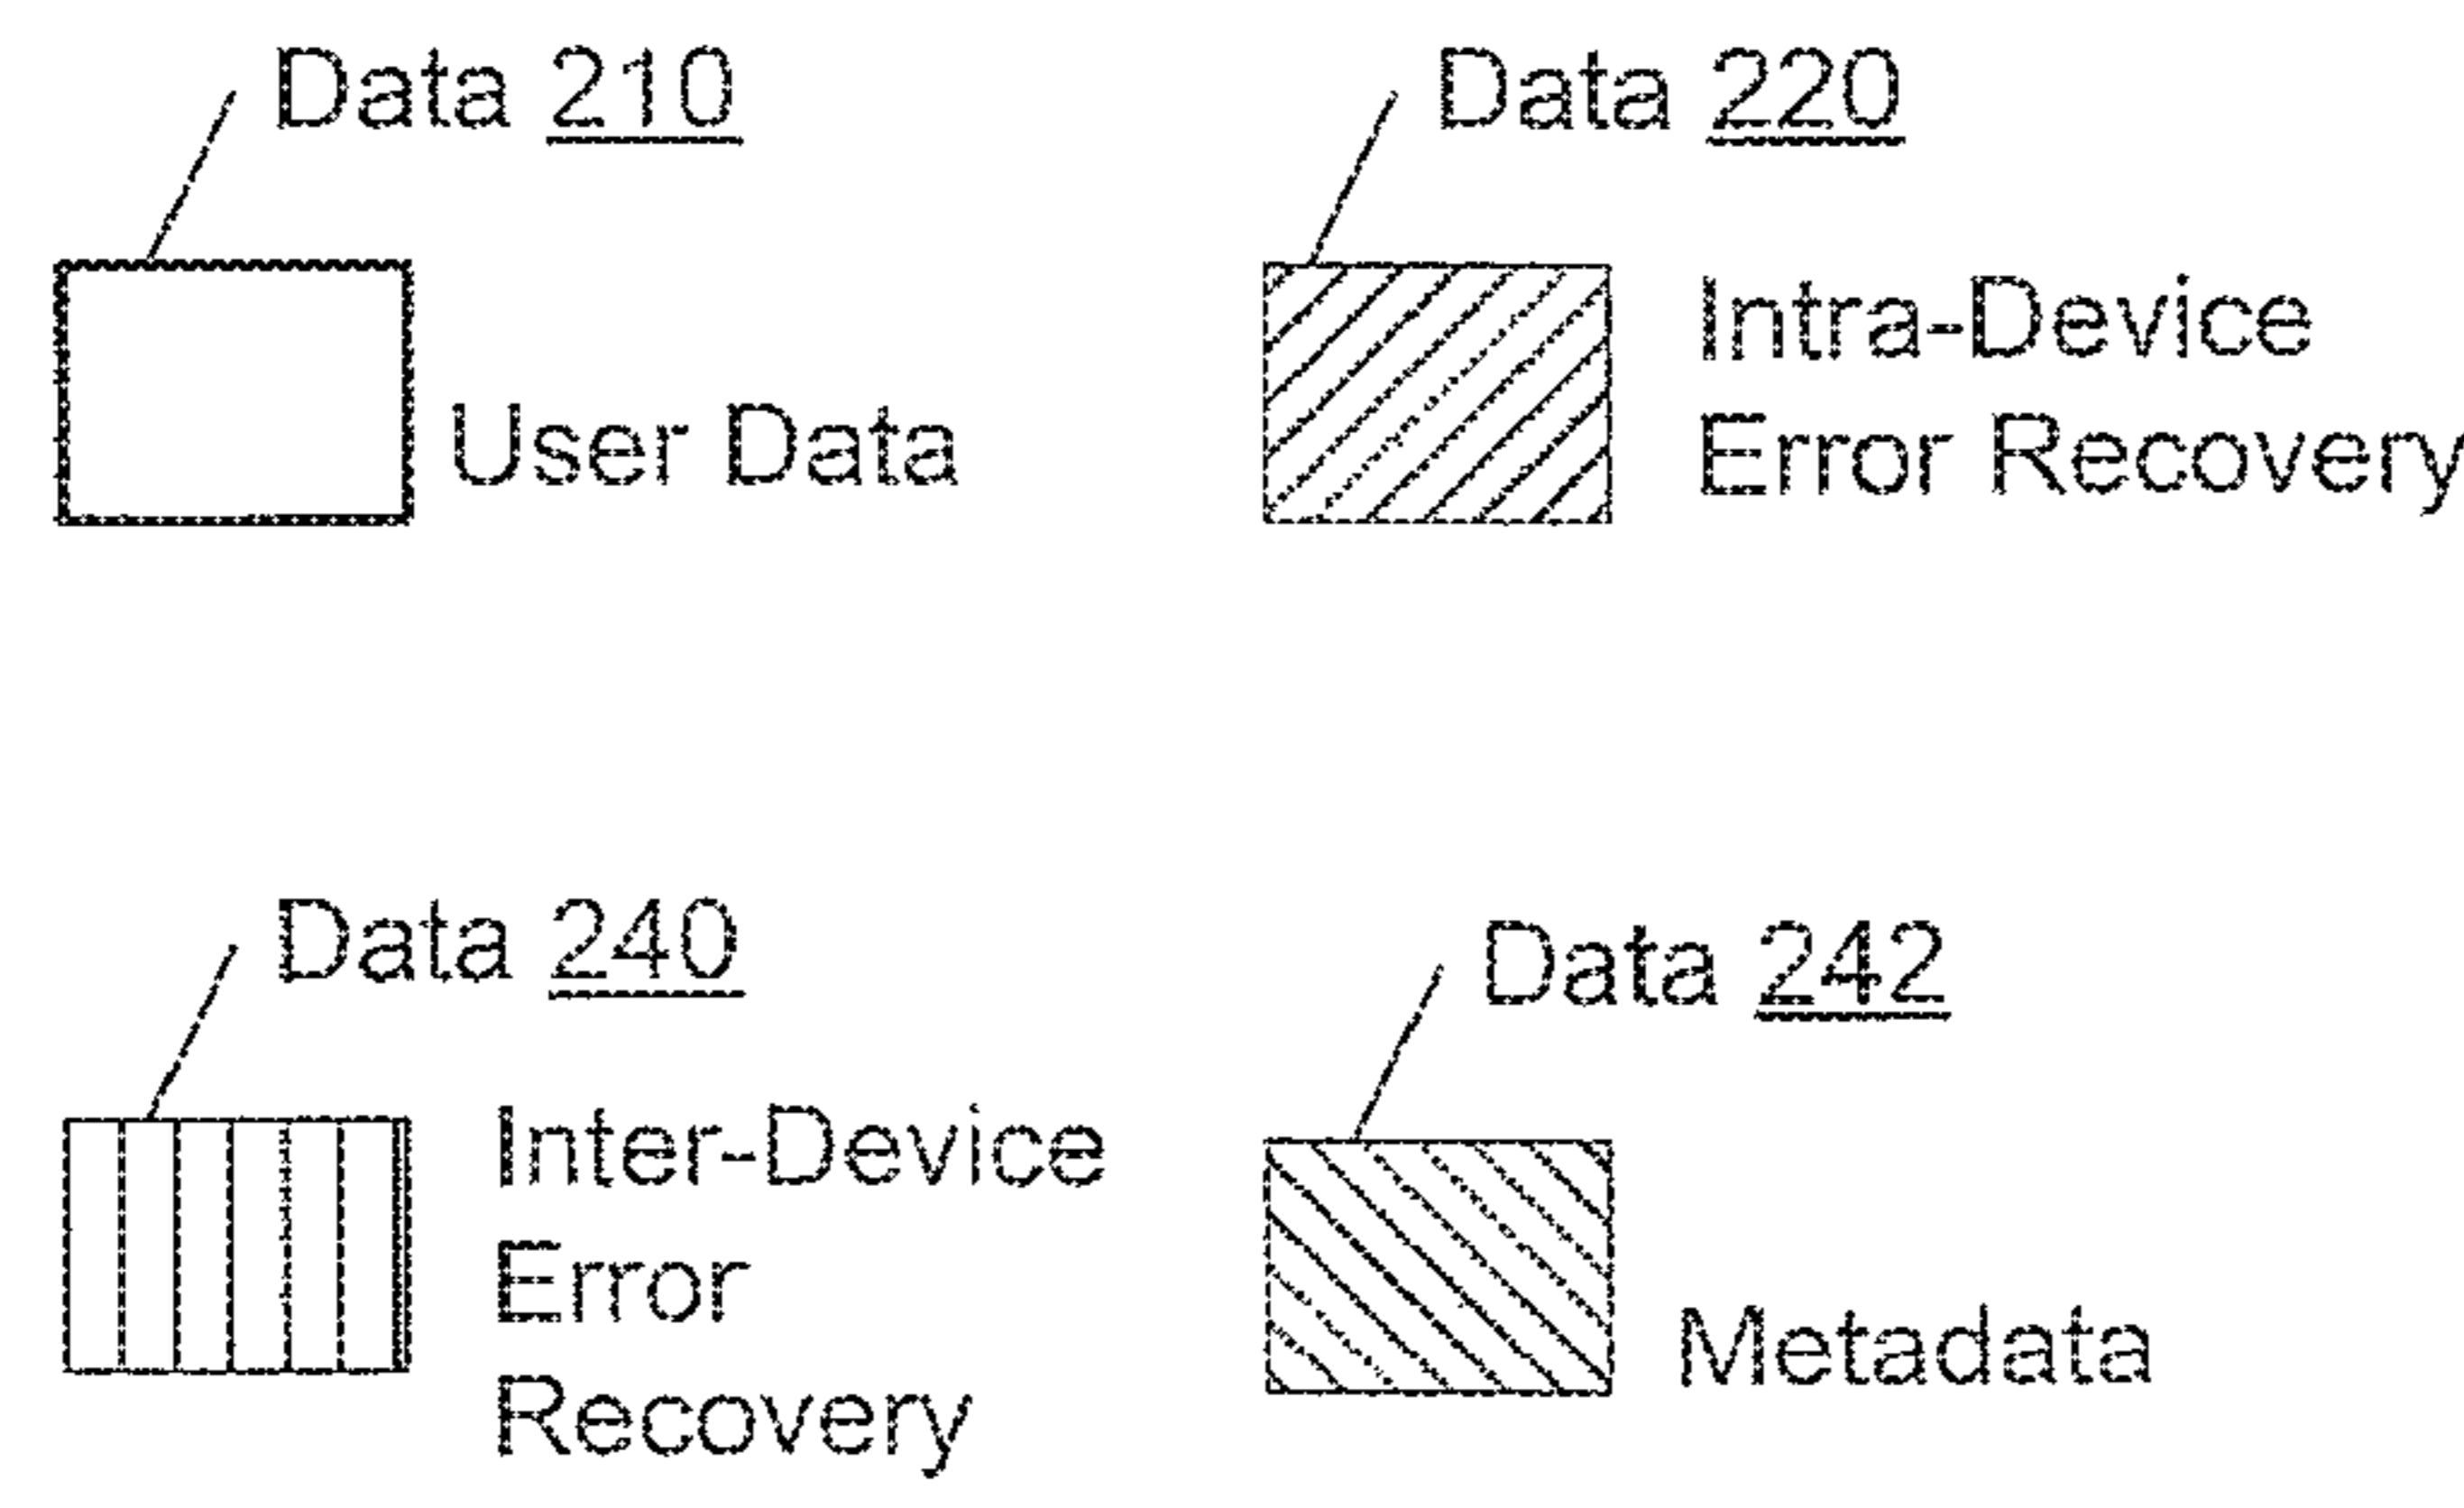 Data 210
User Data
Data 220
Intra-Device
Error Recovery
Data 240
Inter-Device
Error
Recovery
Data 242
Metadata